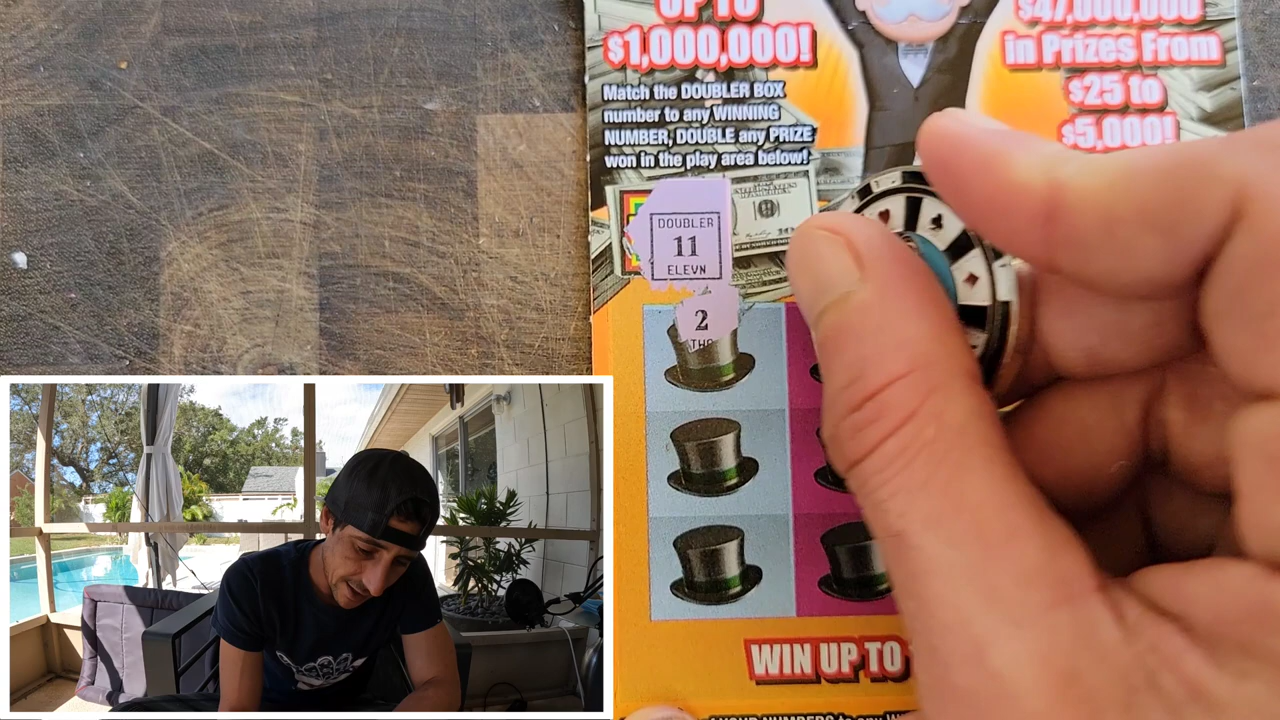 UP TO
$1,000,000!
Match the DOUBLER BOX
number to any WINNING
NUMBER, DOUBLE any PRIZE
won in the play area below!
$47,000,000
in Prizes From
$25 to
$5,000!
DOUBLER
11
ELEVN
2
WIN UP TO